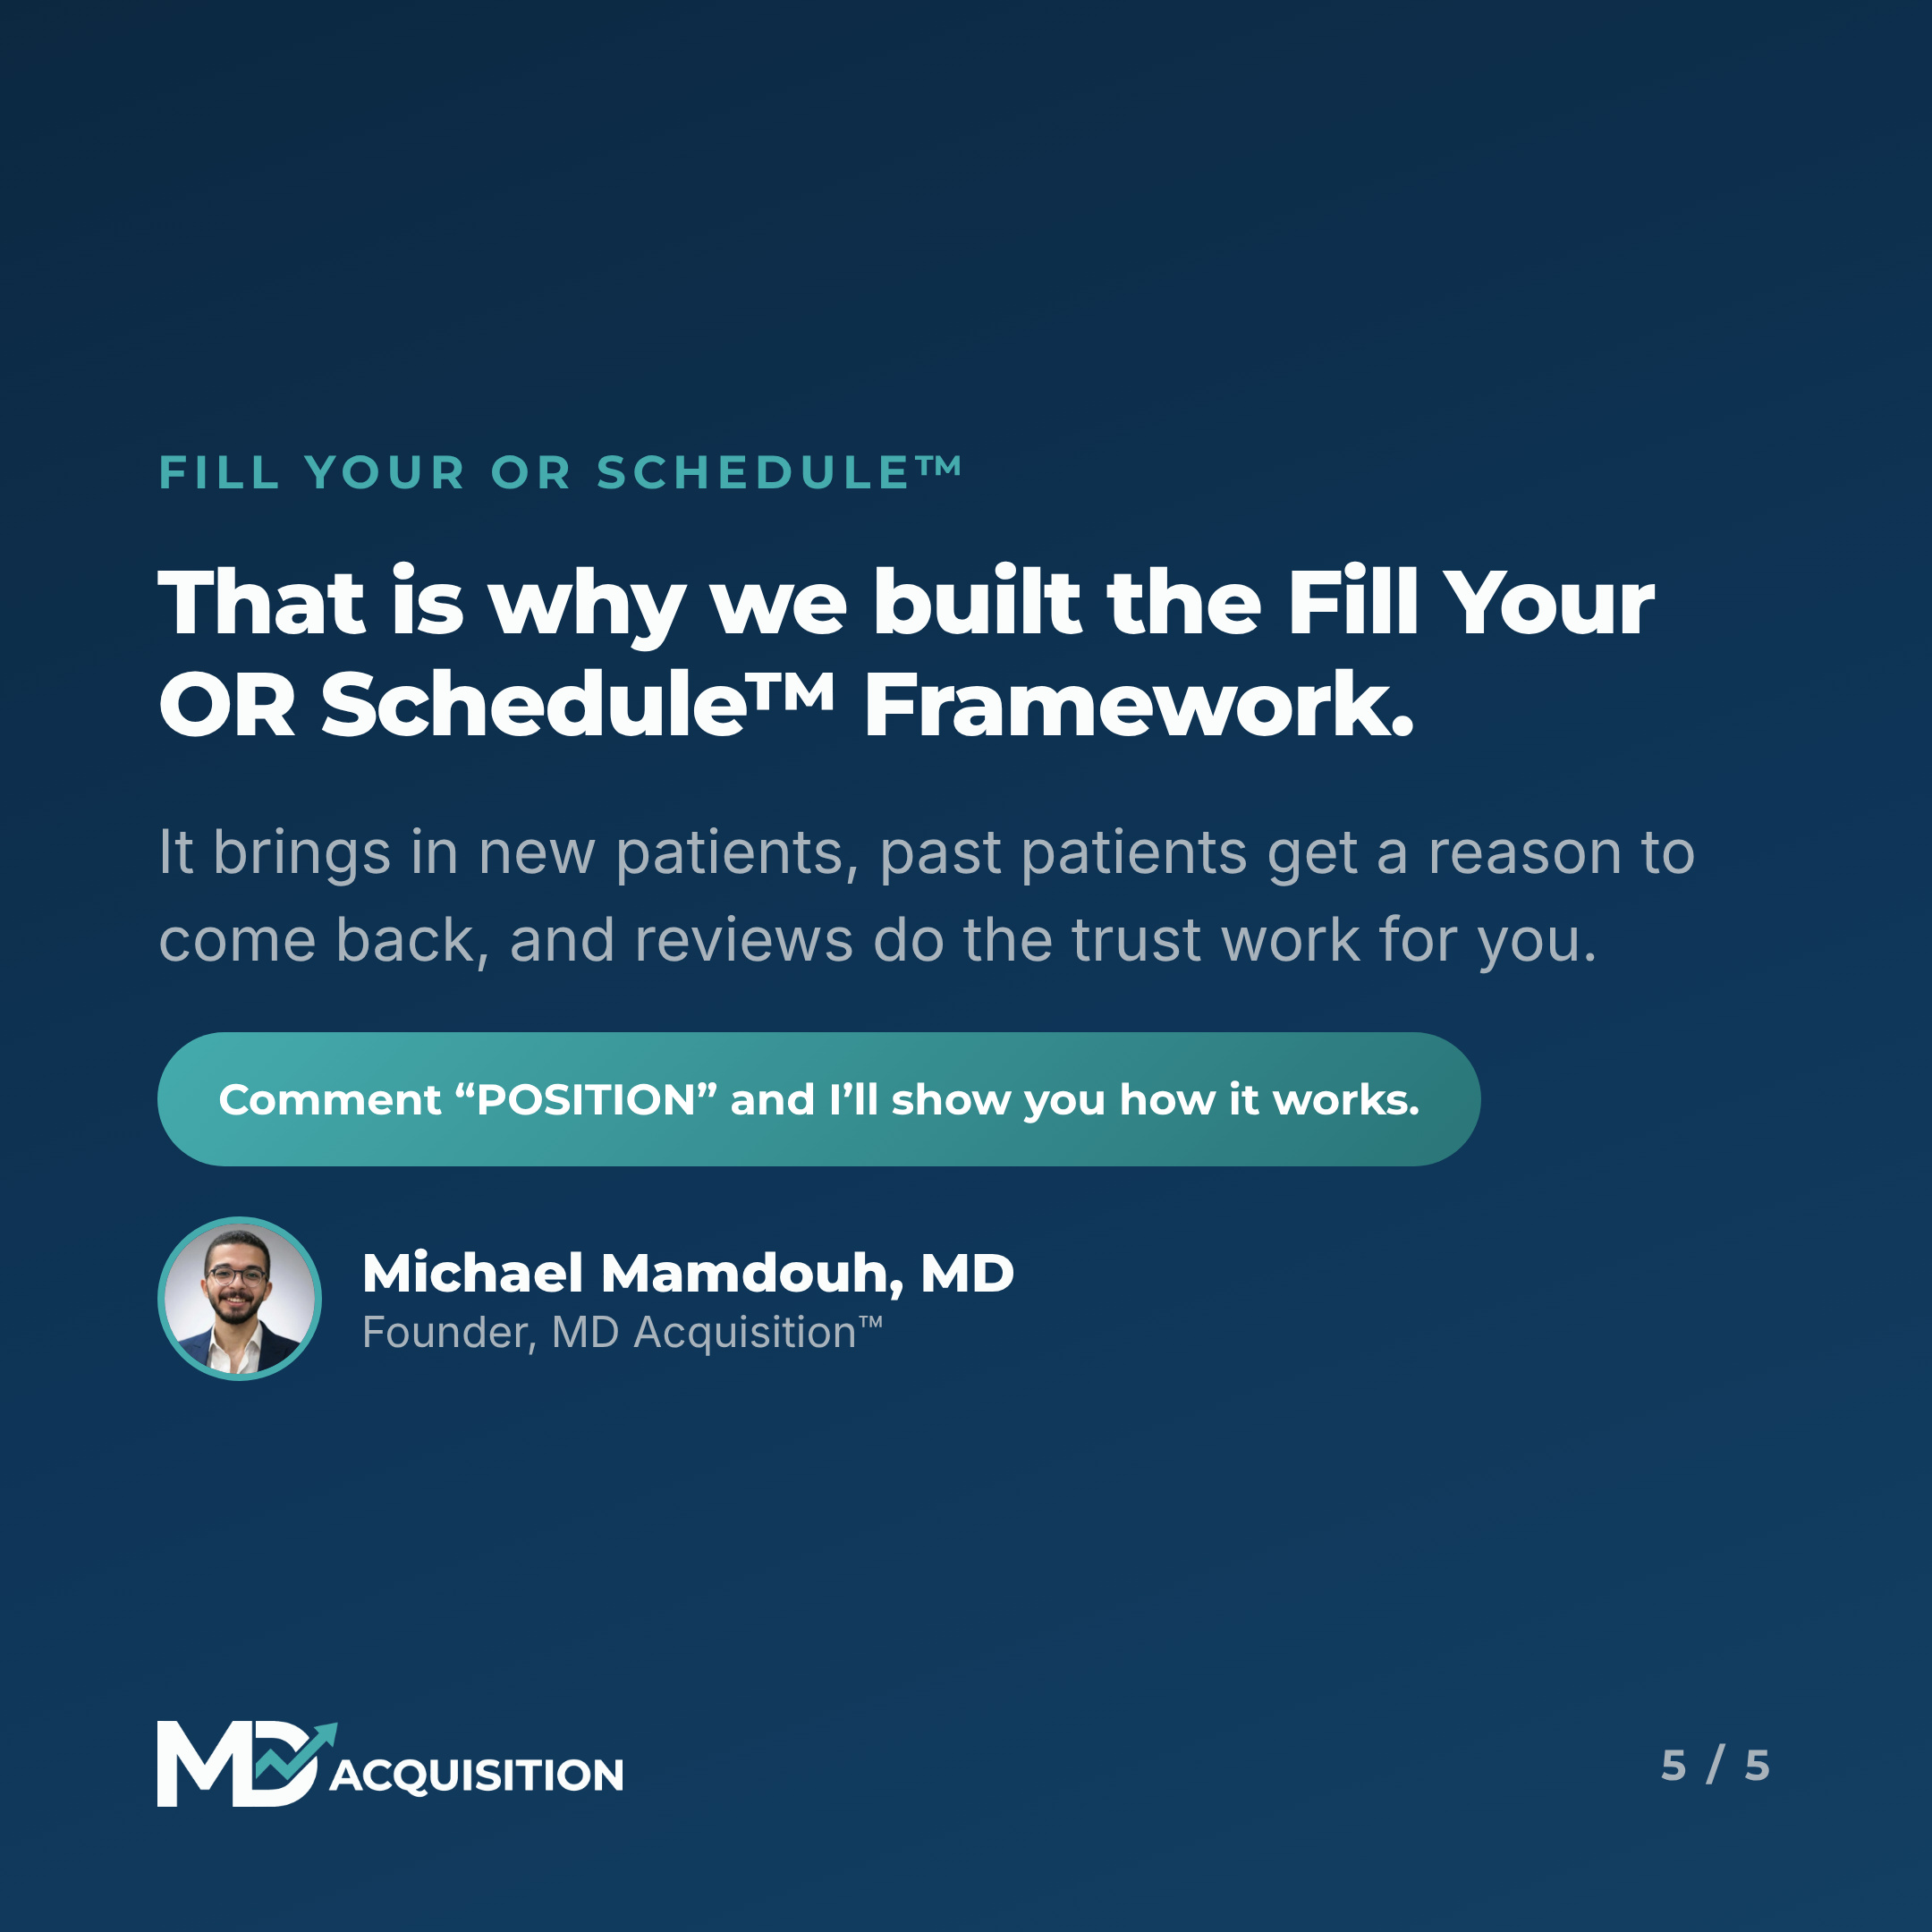 FILL YOUR OR SCHEDULE™
That is why we built the Fill Your
OR Schedule™ Framework.
It brings in new patients, past patients get a reason to
come back, and reviews do the trust work for you.
Comment “POSITION” and I’ll show you how it works.
Michael Mamdouh, MD
Founder, MD Acquisition™
MD ACQUISITION
5 / 5